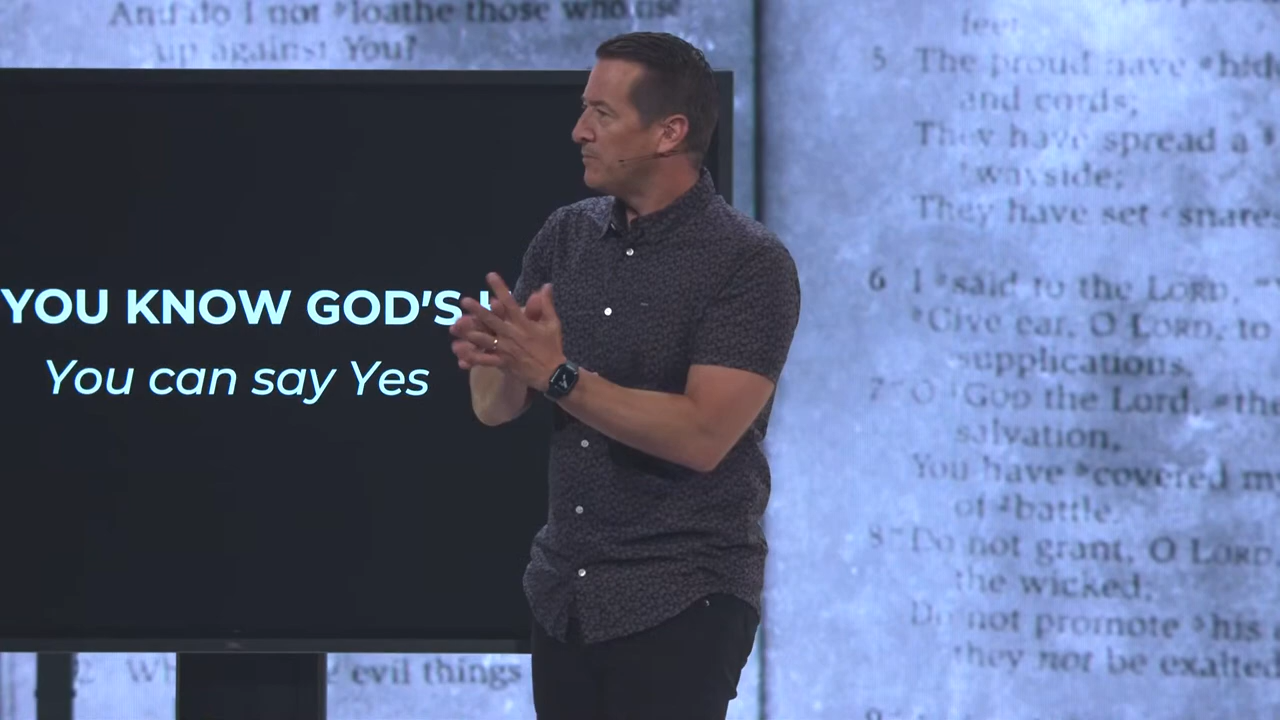 And do I not *loathe those who rise
up against You?
YOU KNOW GOD'S
You can say Yes
evil things
feet.
5 The proud have *hid
and cords;
They have spread a
wayside;
They have set snares
6 I said to the LORD,
Give ear, O LORD, to
supplications.
7 O GOD the Lord, the
salvation,
You have covered my
of battle.
8 Do not grant, O LORD,
the wicked;
Do not promote his
they not be exalted